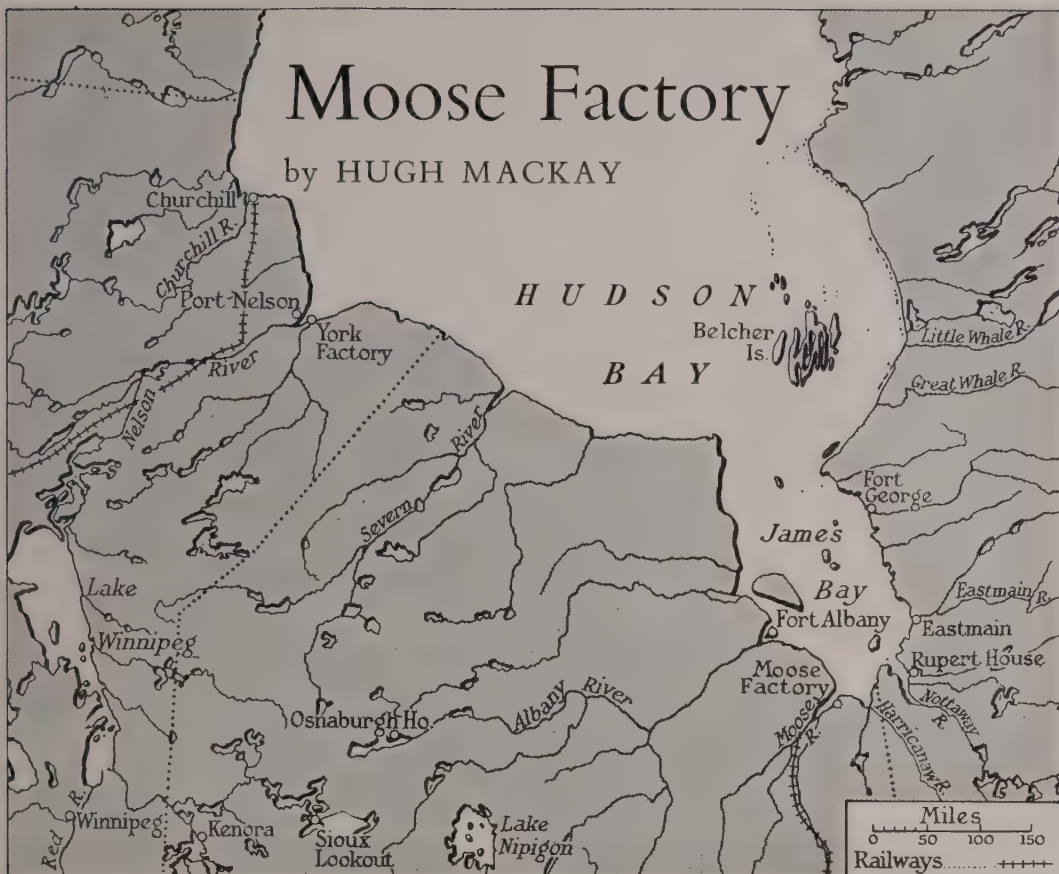 Moose Factory
by HUGH MACKAY
Churchill
Churchill R.
Port Nelson
York
Factory
Nelson
River
HUDSON
BAY
Belcher
Is.
Little Whale R.
Great Whale R.
Severn
River
Fort
George
James
Bay
Eastmain R.
Eastmain
Fort Albany
Rupert House
Lake
Winnipeg
Moose
Factory
Moose
R.
Nottaway
R.
Harricanaw R.
Osnaburgh Ho.
Albany River
Red R.
Winnipeg
Kenora
Sioux
Lookout
Lake
Nipigon
Miles
0 50 100 150
Railways